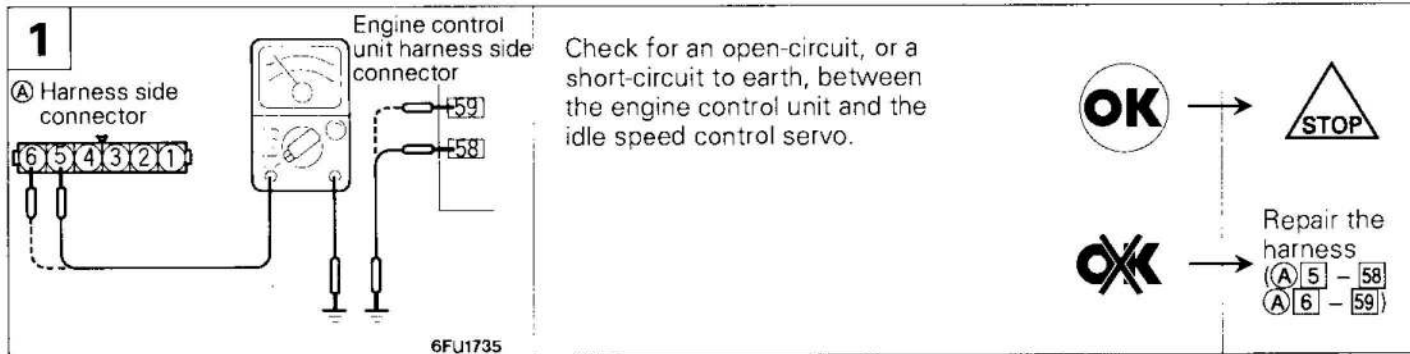 1
Engine control
unit harness side
connector
Ⓐ Harness side
connector
6 5 4 3 2 1
59
58
6FU1735
Check for an open-circuit, or a
short-circuit to earth, between
the engine control unit and the
idle speed control servo.
OK
STOP
OK
Repair the
harness
(Ⓐ 5 – 58
Ⓐ 6 – 59)